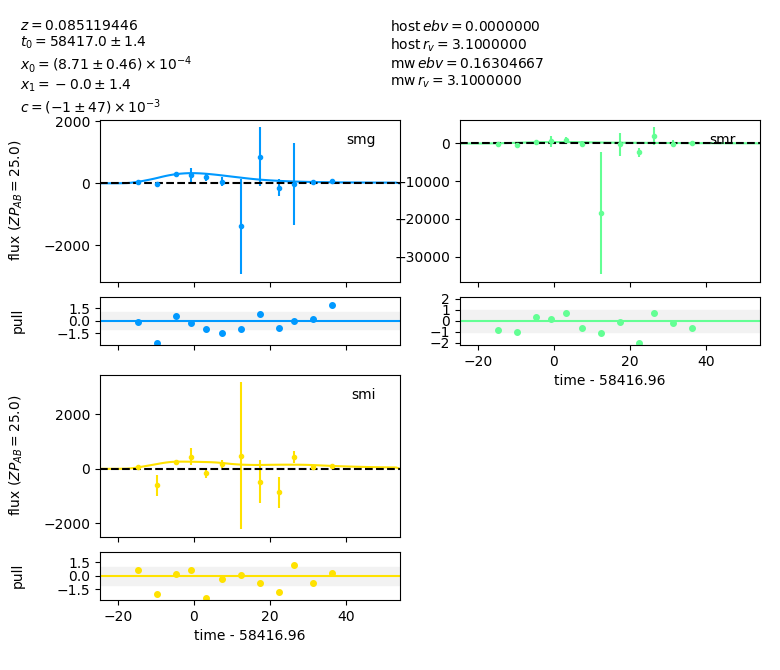 z = 0.085119446
t₀ = 58417.0 ± 1.4
x₀ = (8.71 ± 0.46) × 10⁻⁴
x₁ = −0.0 ± 1.4
c = (−1 ± 47) × 10⁻³
host ebv = 0.0000000
host r_v = 3.1000000
mw ebv = 0.16304667
mw r_v = 3.1000000
smg
flux (ZP_AB = 25.0)
2000
0
−2000
smr
0
−10000
−20000
−30000
pull
1.5
0.0
−1.5
2
1
0
−1
−2
−20
0
20
40
time - 58416.96
smi
flux (ZP_AB = 25.0)
2000
0
−2000
pull
1.5
0.0
−1.5
−20
0
20
40
time - 58416.96